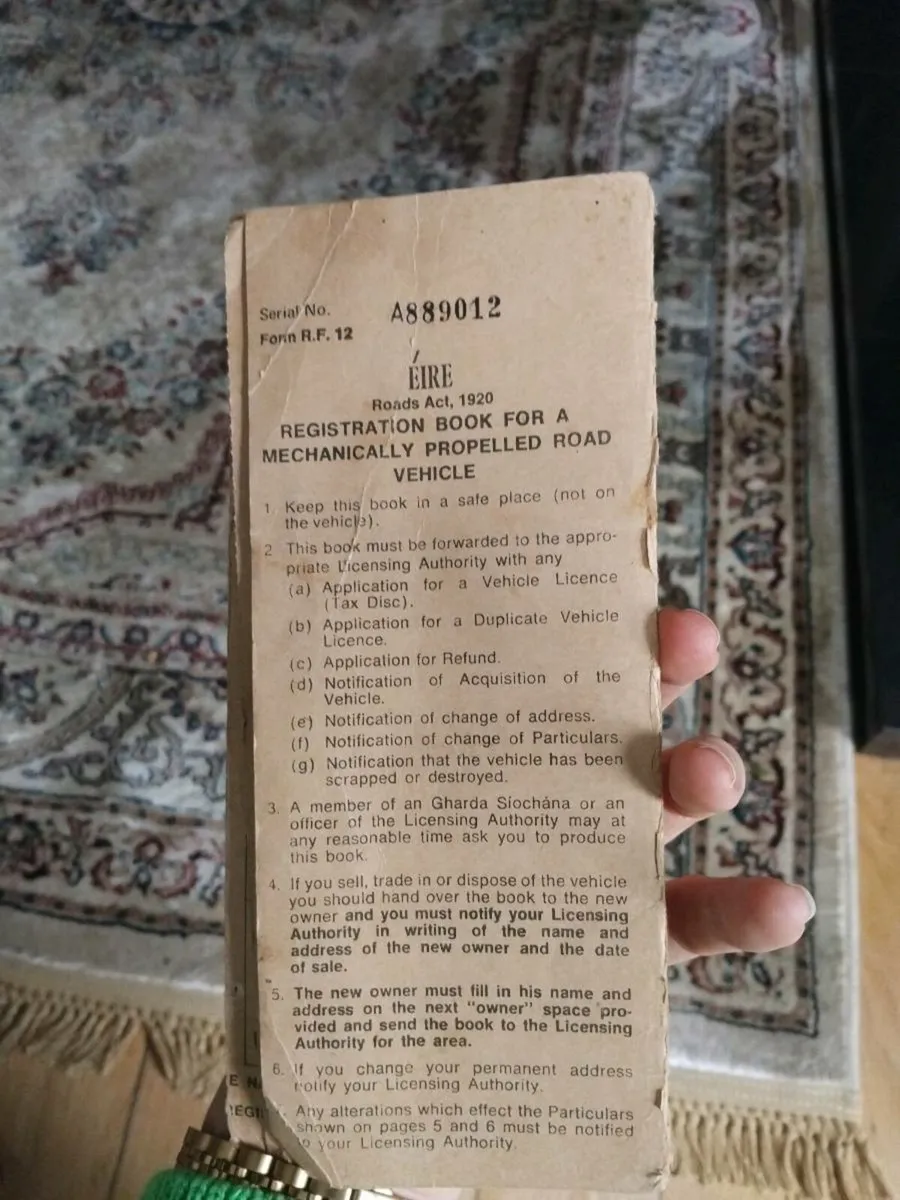 Serial No. A889012
Form R.F. 12
ÉIRE
Roads Act, 1920
REGISTRATION BOOK FOR A
MECHANICALLY PROPELLED ROAD
VEHICLE
1. Keep this book in a safe place (not on
the vehicle).
2 This book must be forwarded to the appro-
priate Licensing Authority with any
(a) Application for a Vehicle Licence
(Tax Disc).
(b) Application for a Duplicate Vehicle
Licence.
(c) Application for Refund.
(d) Notification of Acquisition of the
Vehicle.
(e) Notification of change of address.
(f) Notification of change of Particulars.
(g) Notification that the vehicle has been
scrapped or destroyed.
3. A member of an Gharda Síochána or an
officer of the Licensing Authority may at
any reasonable time ask you to produce
this book.
4. If you sell, trade in or dispose of the vehicle
you should hand over the book to the new
owner and you must notify your Licensing
Authority in writing of the name and
address of the new owner and the date
of sale.
5. The new owner must fill in his name and
address on the next "owner" space pro-
vided and send the book to the Licensing
Authority for the area.
6. If you change your permanent address
notify your Licensing Authority.
Any alterations which effect the Particulars
shown on pages 5 and 6 must be notified
your Licensing Authority.